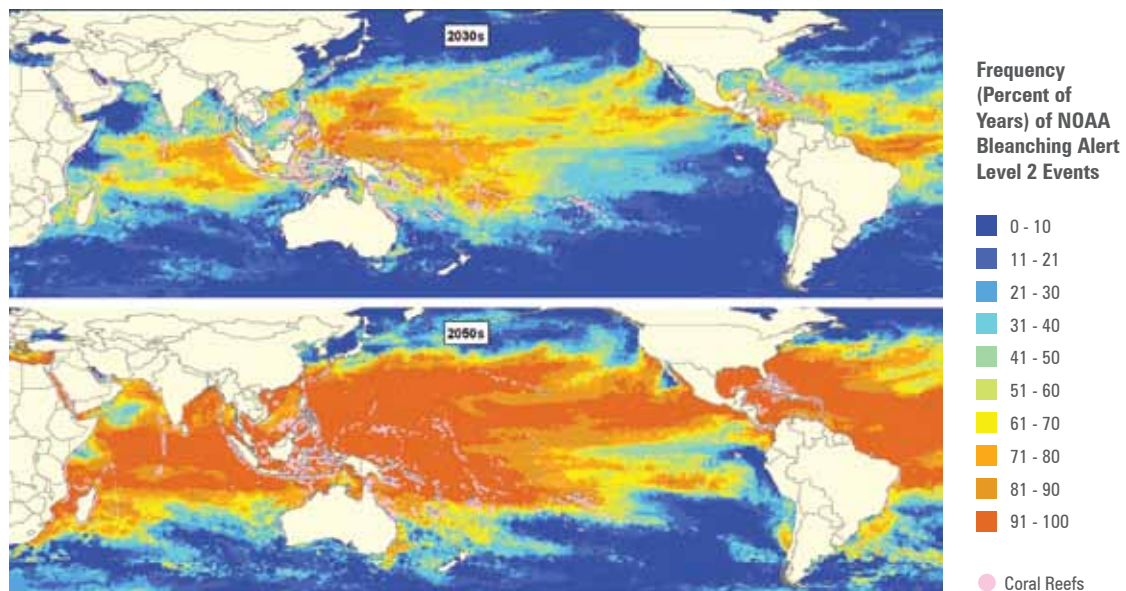 2030s
2050s
Frequency
(Percent of
Years) of NOAA
Bleanching Alert
Level 2 Events
0 - 10
11 - 21
21 - 30
31 - 40
41 - 50
51 - 60
61 - 70
71 - 80
81 - 90
91 - 100
Coral Reefs